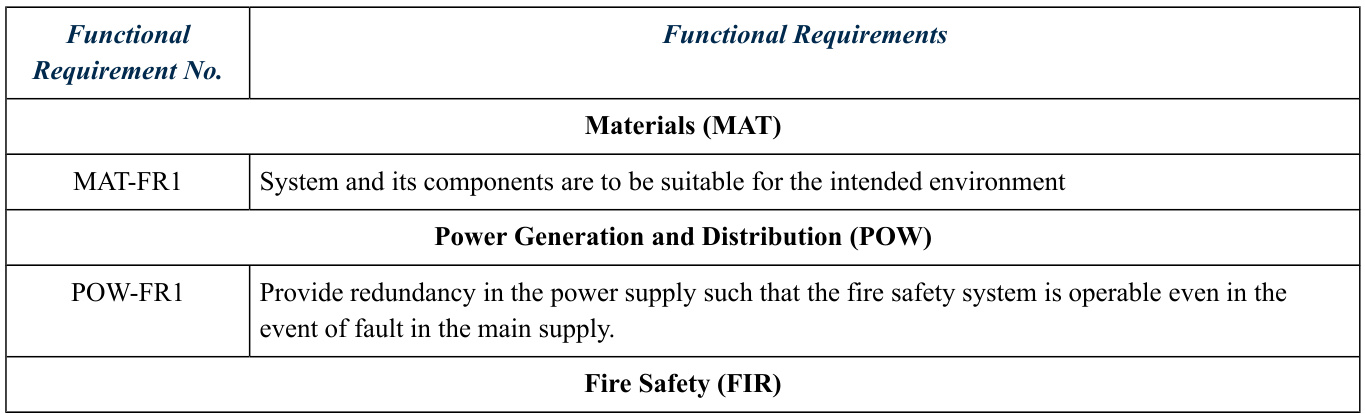 Functional
Requirement No.
Functional Requirements
Materials (MAT)
MAT-FR1
System and its components are to be suitable for the intended environment
Power Generation and Distribution (POW)
POW-FR1
Provide redundancy in the power supply such that the fire safety system is operable even in the
event of fault in the main supply.
Fire Safety (FIR)